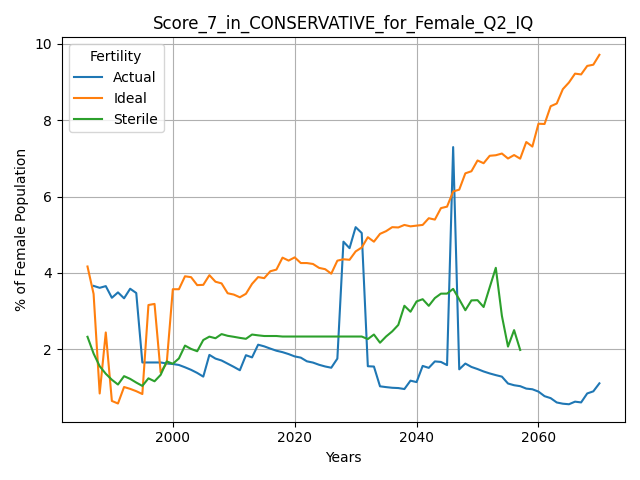 Score_7_in_CONSERVATIVE_for_Female_Q2_IQ
Fertility
Actual
Ideal
Sterile
% of Female Population
10
8
6
4
2
2000
2020
2040
2060
Years